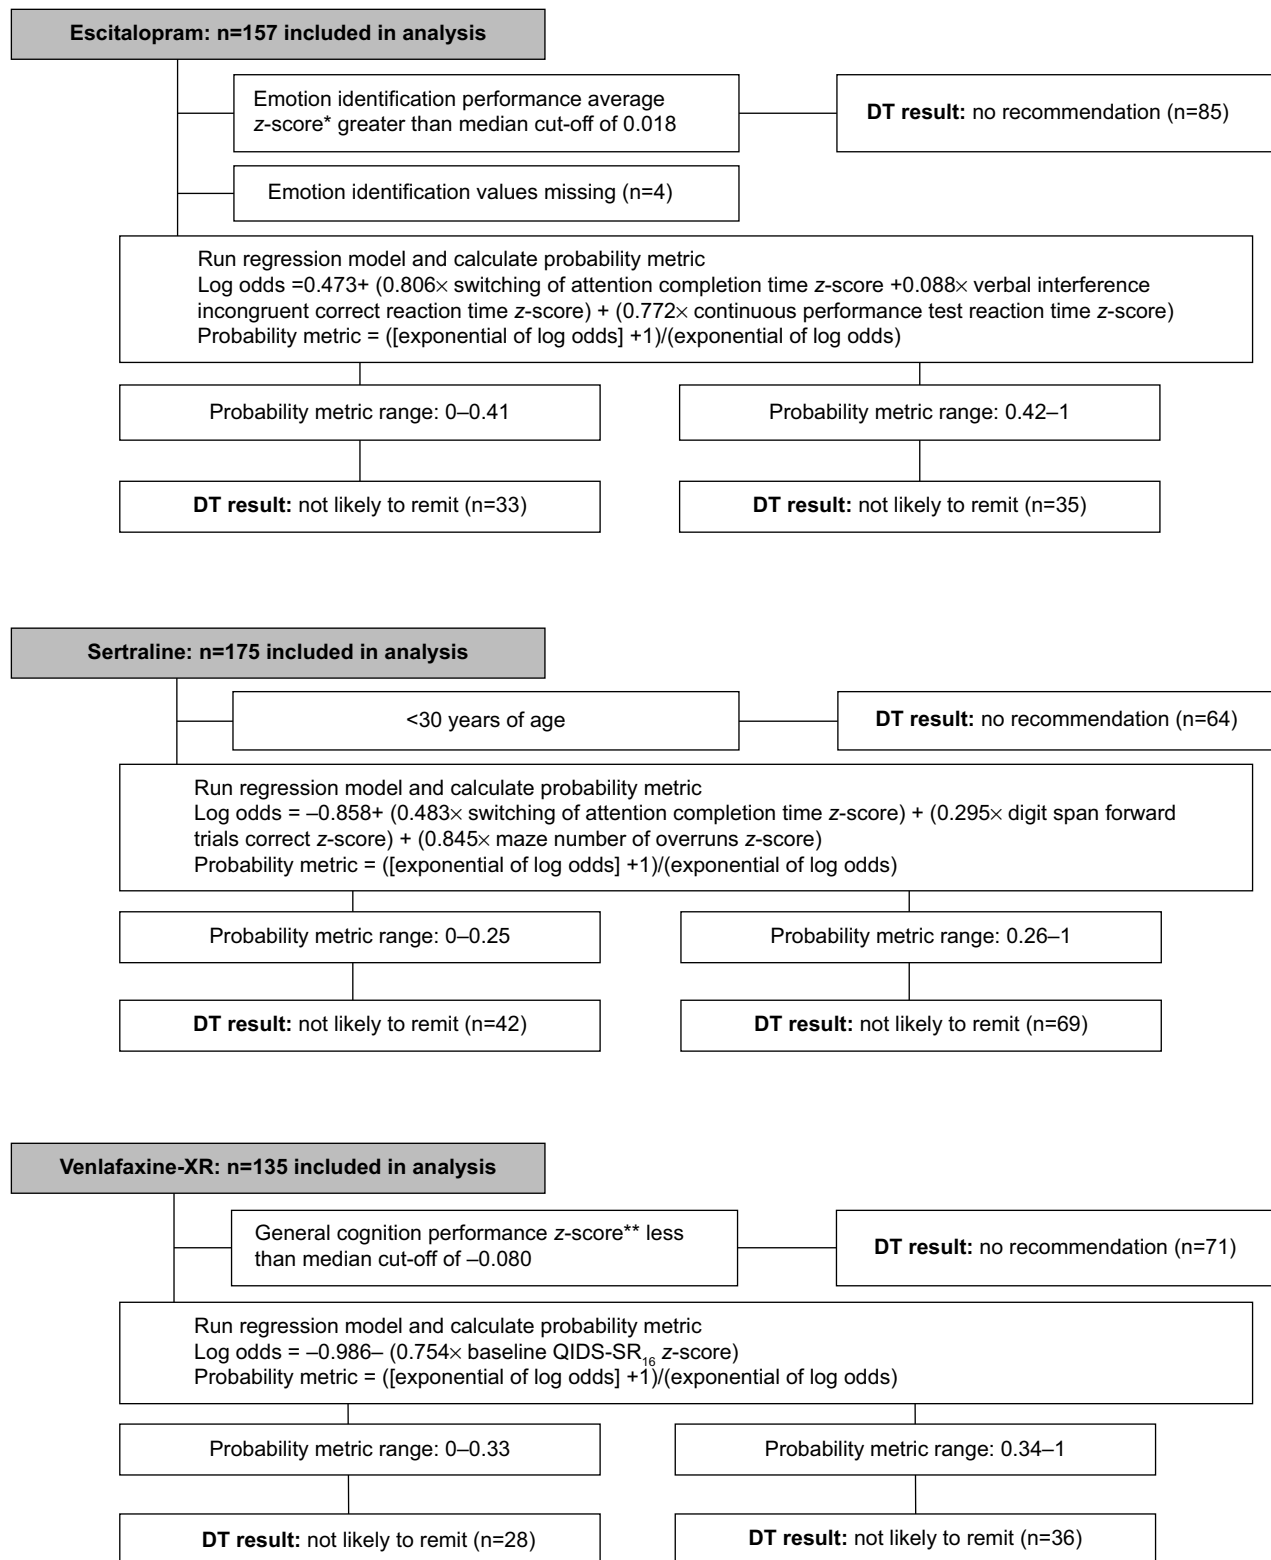 Escitalopram: n=157 included in analysis
Emotion identification performance average
z-score* greater than median cut-off of 0.018
DT result: no recommendation (n=85)
Emotion identification values missing (n=4)
Run regression model and calculate probability metric
Log odds =0.473+ (0.806× switching of attention completion time z-score +0.088× verbal interference
incongruent correct reaction time z-score) + (0.772× continuous performance test reaction time z-score)
Probability metric = ([exponential of log odds] +1)/(exponential of log odds)
Probability metric range: 0–0.41
Probability metric range: 0.42–1
DT result: not likely to remit (n=33)
DT result: not likely to remit (n=35)
Sertraline: n=175 included in analysis
<30 years of age
DT result: no recommendation (n=64)
Run regression model and calculate probability metric
Log odds = –0.858+ (0.483× switching of attention completion time z-score) + (0.295× digit span forward
trials correct z-score) + (0.845× maze number of overruns z-score)
Probability metric = ([exponential of log odds] +1)/(exponential of log odds)
Probability metric range: 0–0.25
Probability metric range: 0.26–1
DT result: not likely to remit (n=42)
DT result: not likely to remit (n=69)
Venlafaxine-XR: n=135 included in analysis
General cognition performance z-score** less
than median cut-off of –0.080
DT result: no recommendation (n=71)
Run regression model and calculate probability metric
Log odds = –0.986– (0.754× baseline QIDS-SR16 z-score)
Probability metric = ([exponential of log odds] +1)/(exponential of log odds)
Probability metric range: 0–0.33
Probability metric range: 0.34–1
DT result: not likely to remit (n=28)
DT result: not likely to remit (n=36)